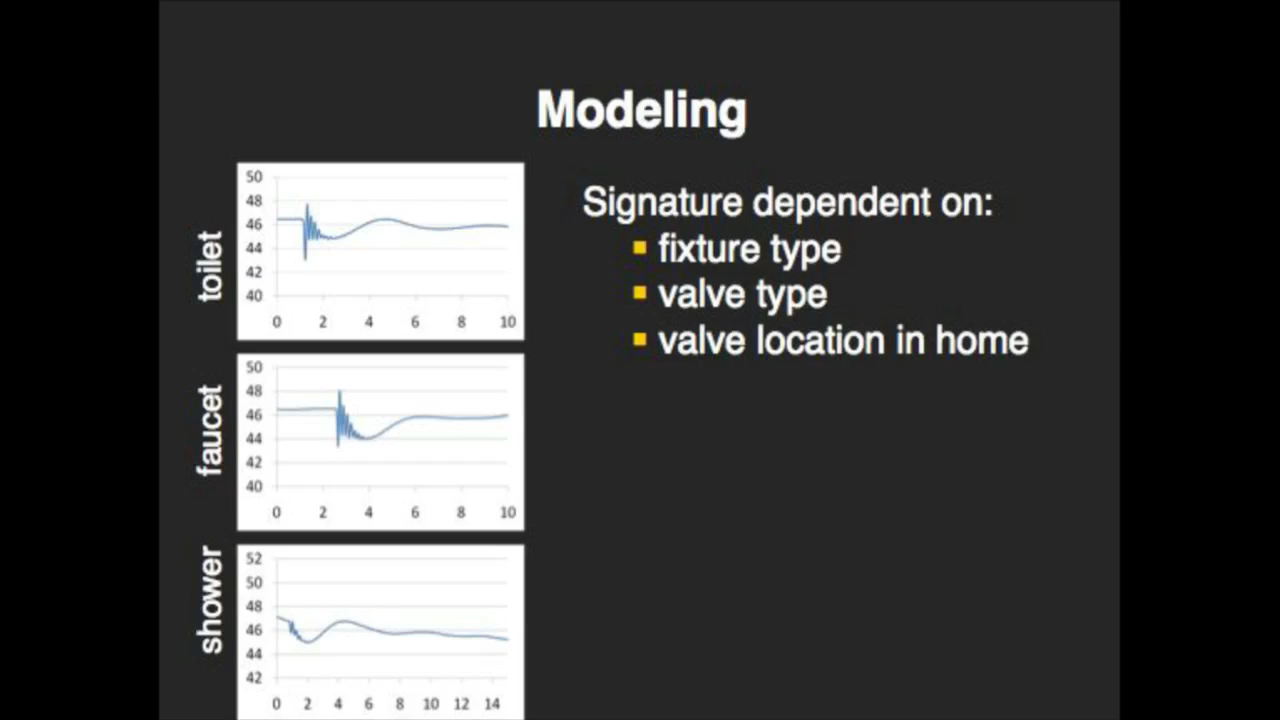 Modeling
toilet
50
48
46
44
42
40
0 2 4 6 8 10
faucet
50
48
46
44
42
40
0 2 4 6 8 10
shower
52
50
48
46
44
42
0 2 4 6 8 10 12 14
Signature dependent on:
fixture type
valve type
valve location in home